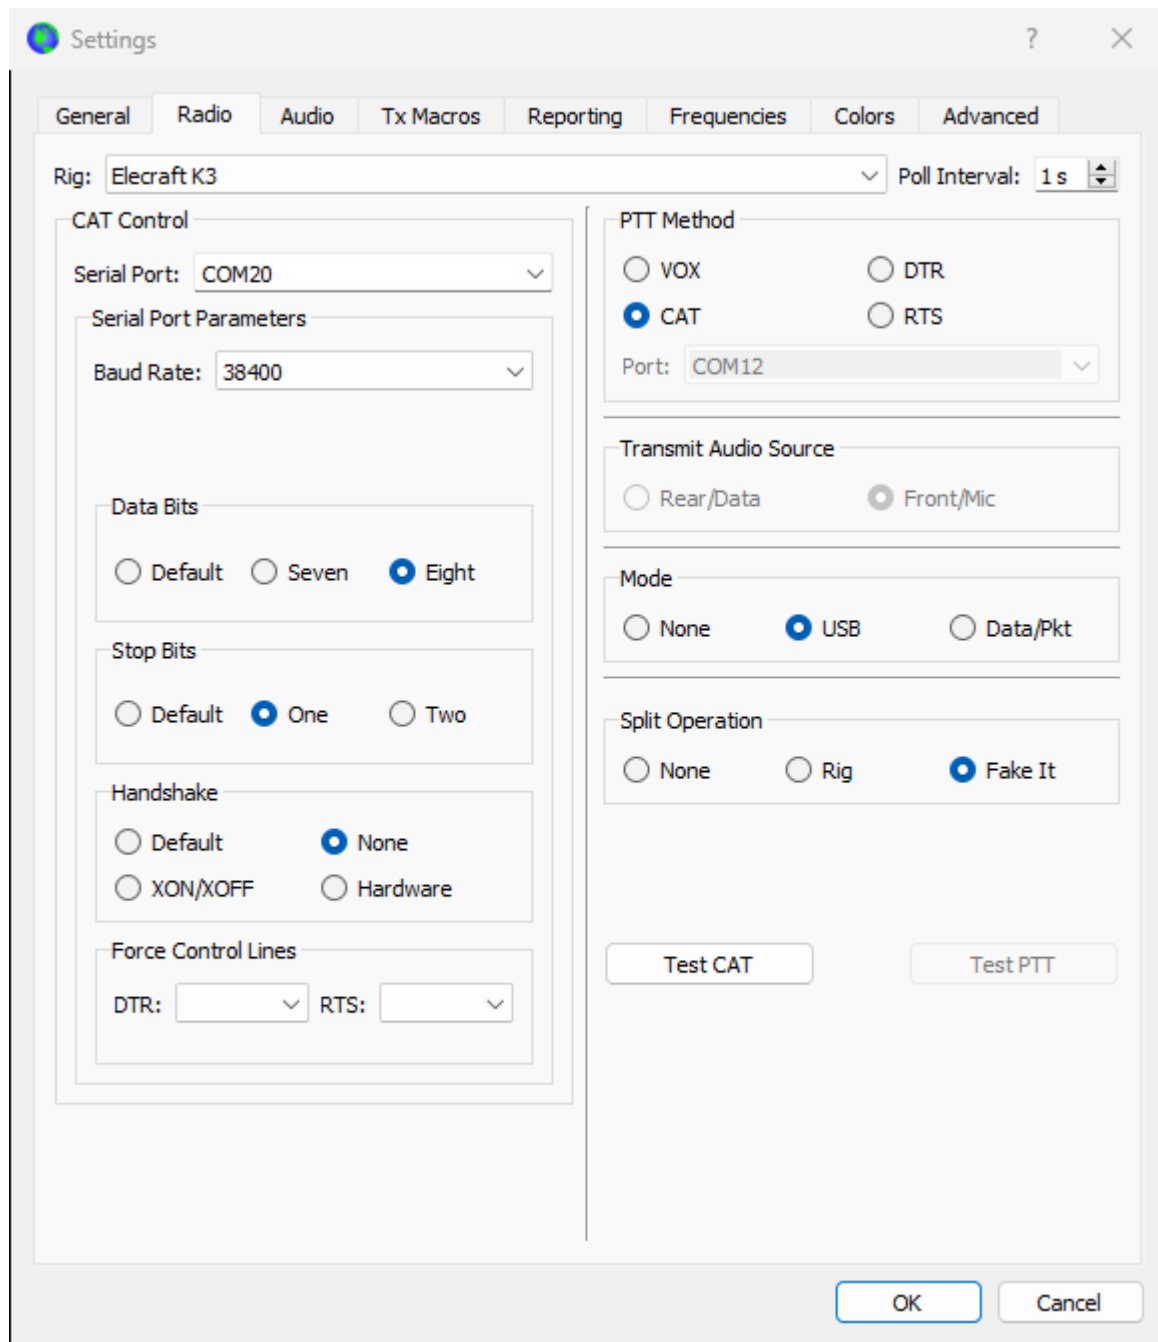 Settings
General Radio Audio Tx Macros Reporting Frequencies Colors Advanced
Rig: Elecraft K3 Poll Interval: 1 s
CAT Control
Serial Port: COM20
Serial Port Parameters
Baud Rate: 38400
Data Bits
Default Seven Eight
Stop Bits
Default One Two
Handshake
Default None
XON/XOFF Hardware
Force Control Lines
DTR: RTS:
PTT Method
VOX DTR
CAT RTS
Port: COM12
Transmit Audio Source
Rear/Data Front/Mic
Mode
None USB Data/Pkt
Split Operation
None Rig Fake It
Test CAT Test PTT
OK Cancel